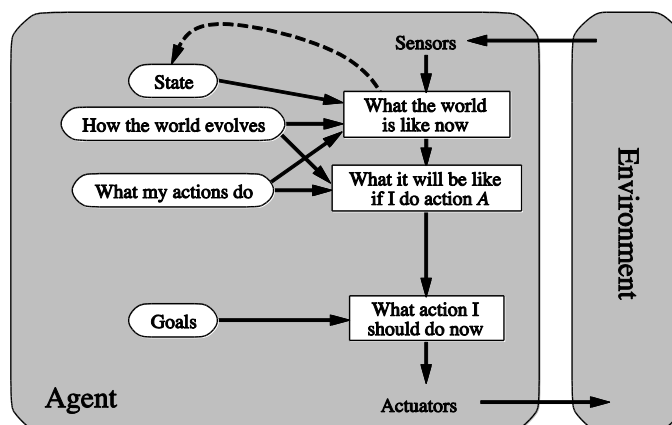 Sensors
State
What the world
is like now
How the world evolves
What it will be like
if I do action A
What my actions do
Environment
What action I
should do now
Goals
Agent
Actuators